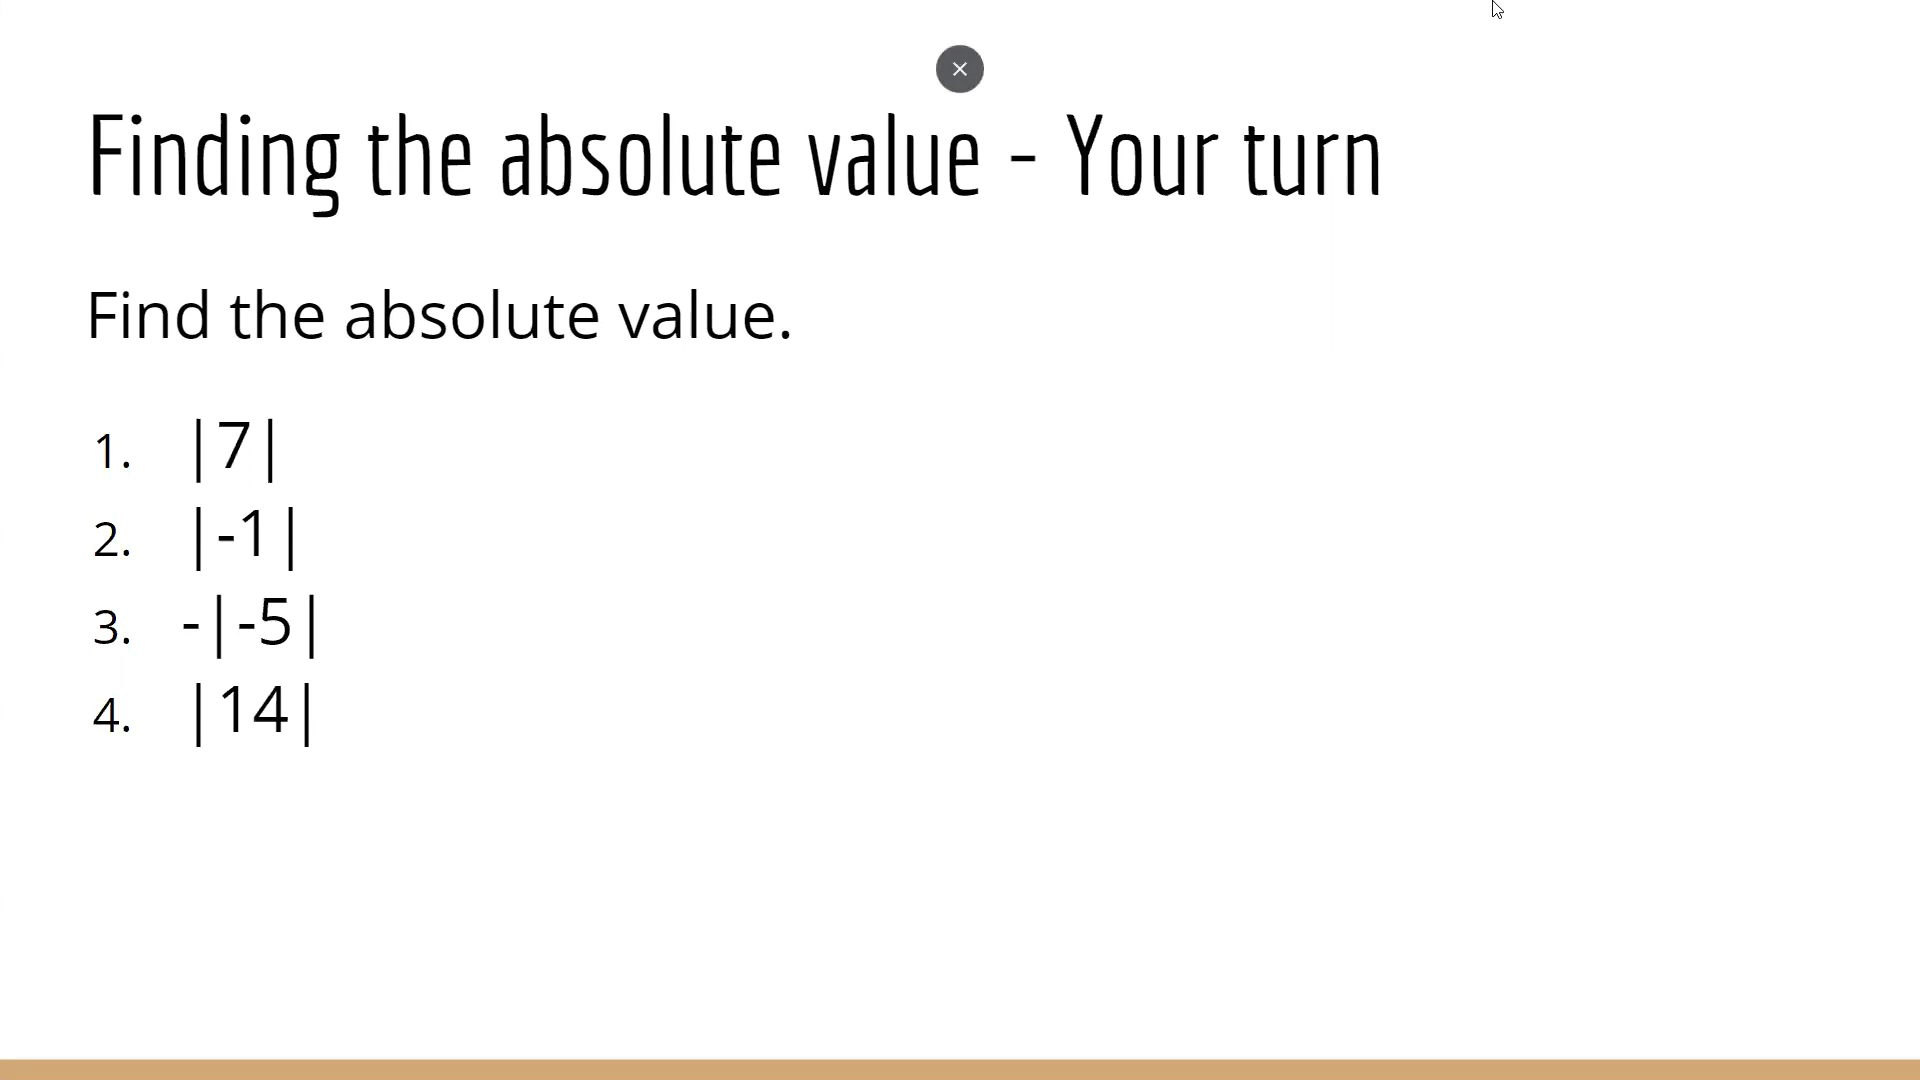 Finding the absolute value - Your turn
Find the absolute value.
1. |7|
2. |-1|
3. -|-5|
4. |14|